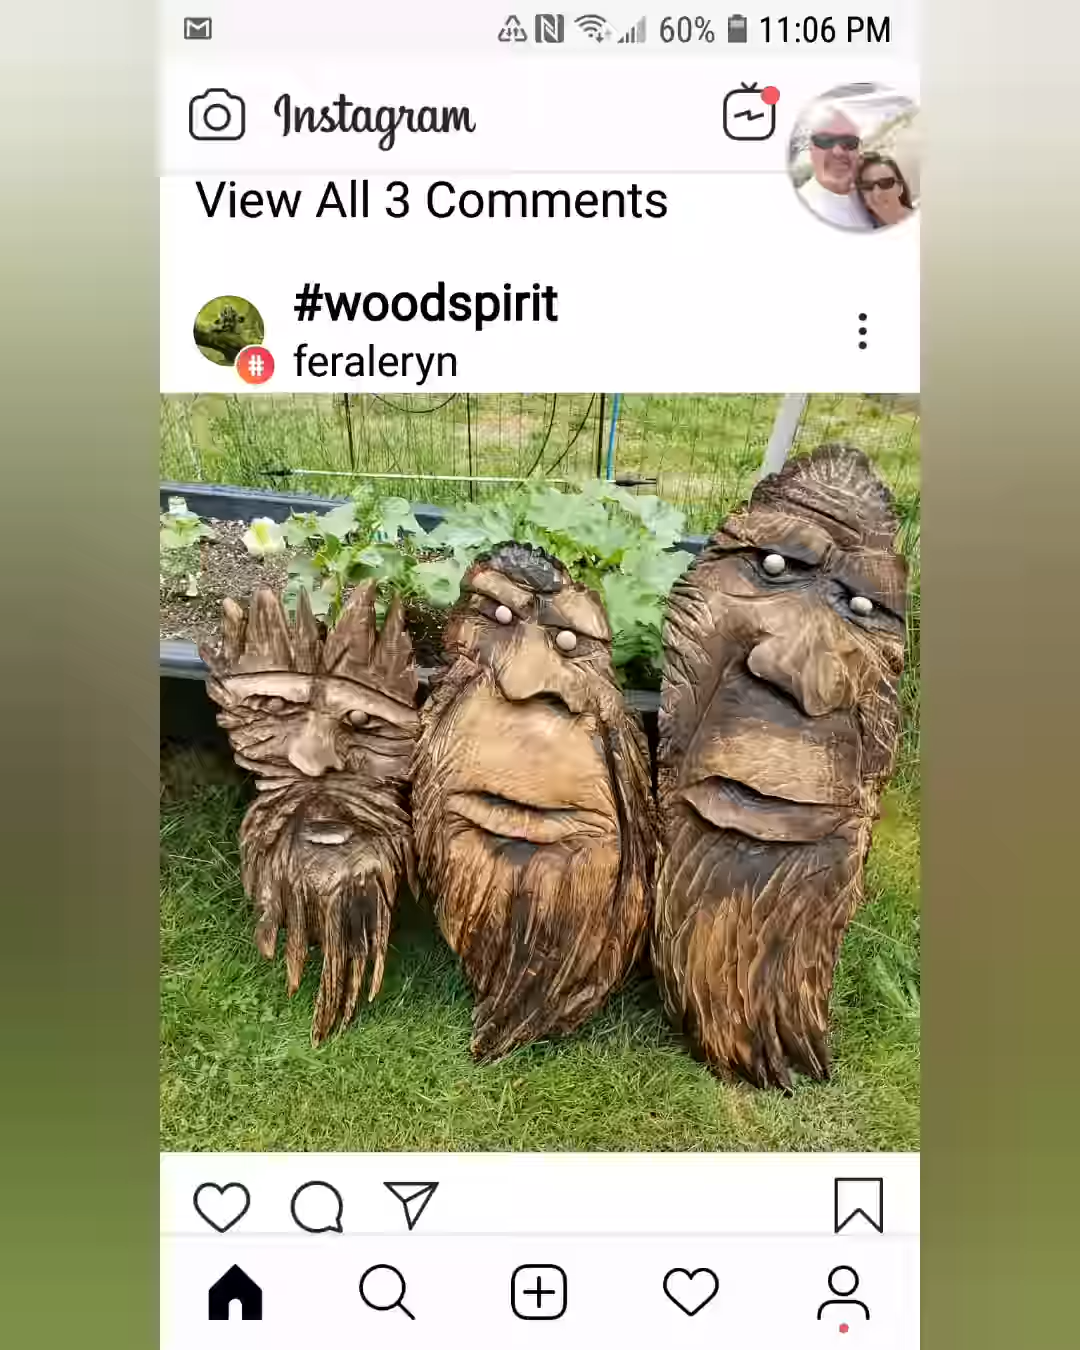 60% 11:06 PM
Instagram
View All 3 Comments
#woodspirit
#
feraleryn